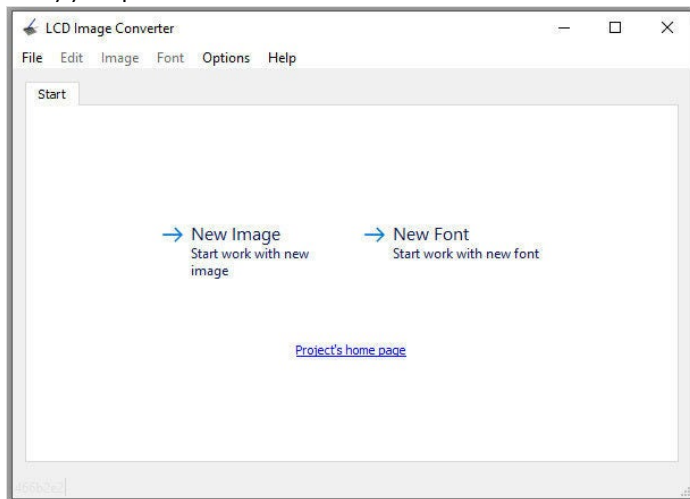 LCD Image Converter
File Edit Image Font Options Help
Start
New Image
Start work with new
image
New Font
Start work with new font
Project's home page